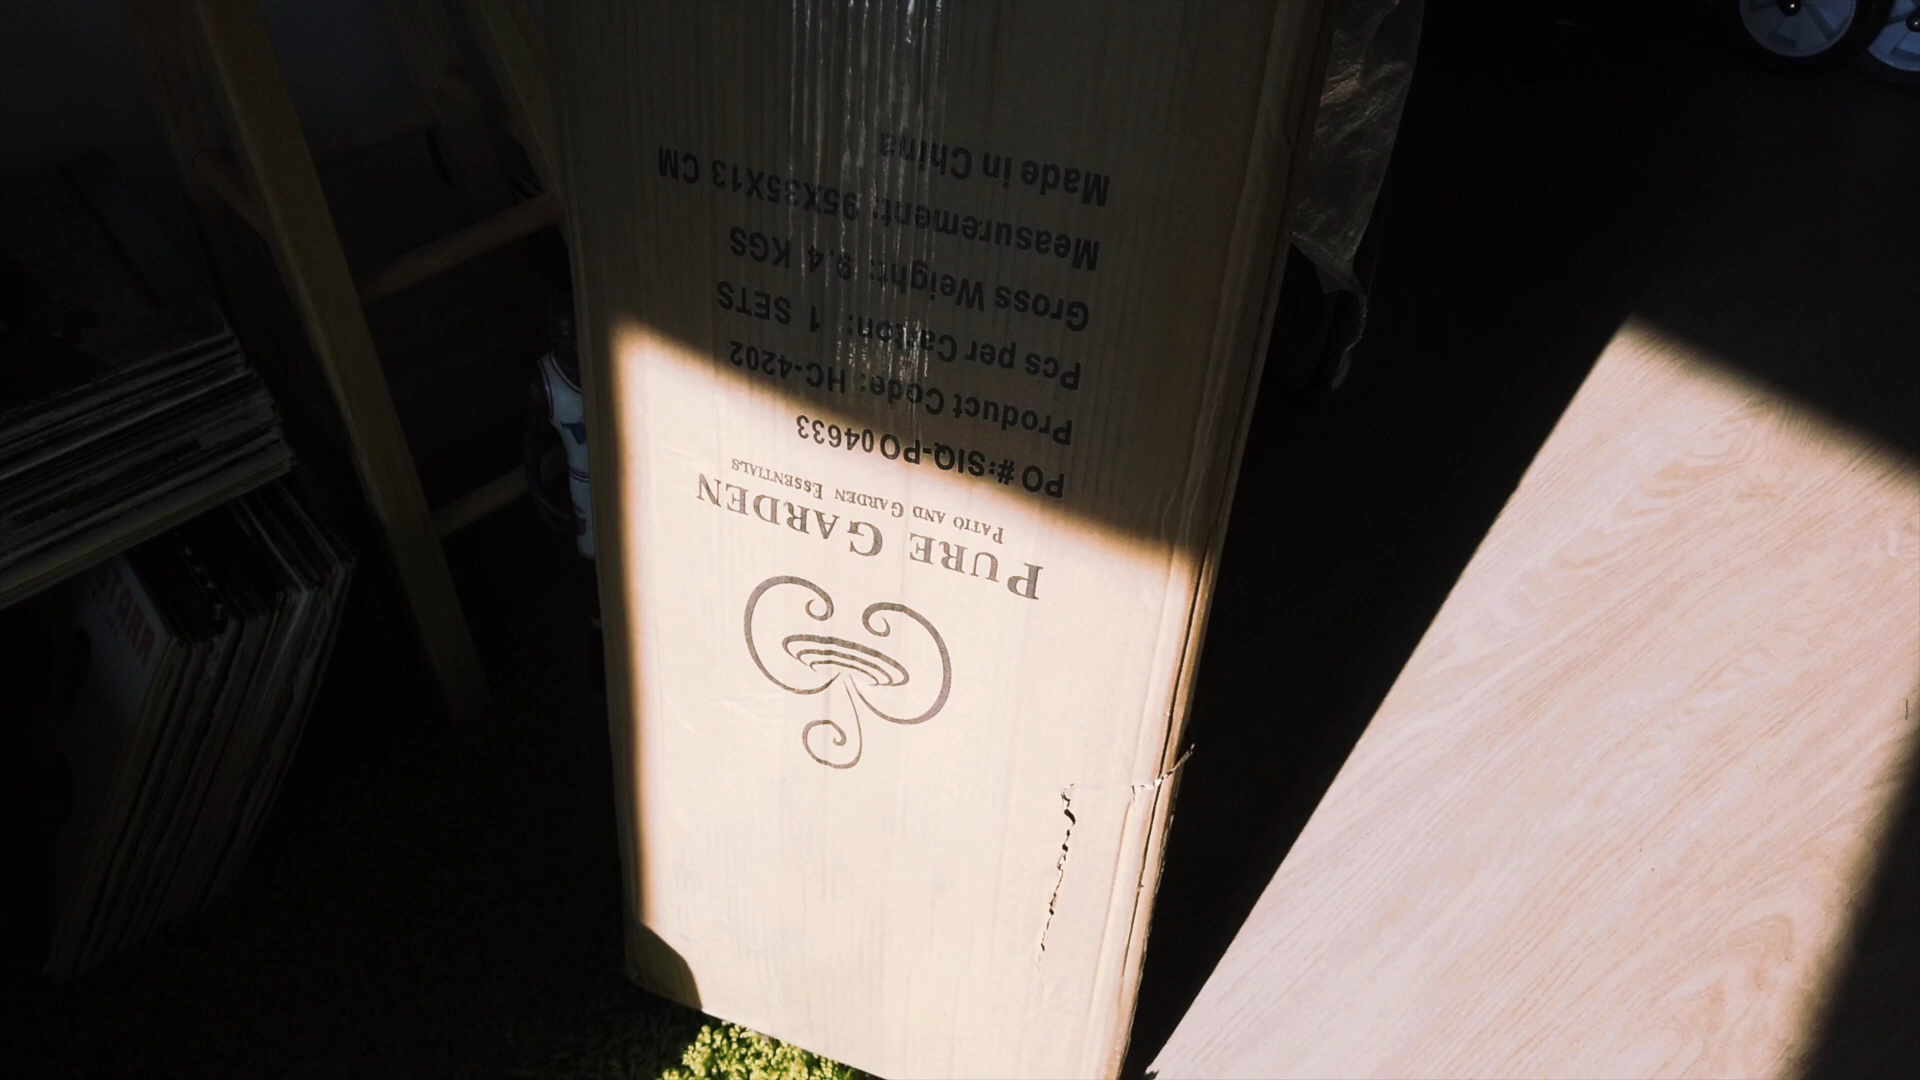 PURE GARDEN
PATIO AND GARDEN ESSENTIALS
PO#:SIQ-PO04633
Product Code: HC-4202
Pcs per Carton: 1 SETS
Gross Weight: 9.4 KGS
Measurement: 95X35X13 CM
Made in China